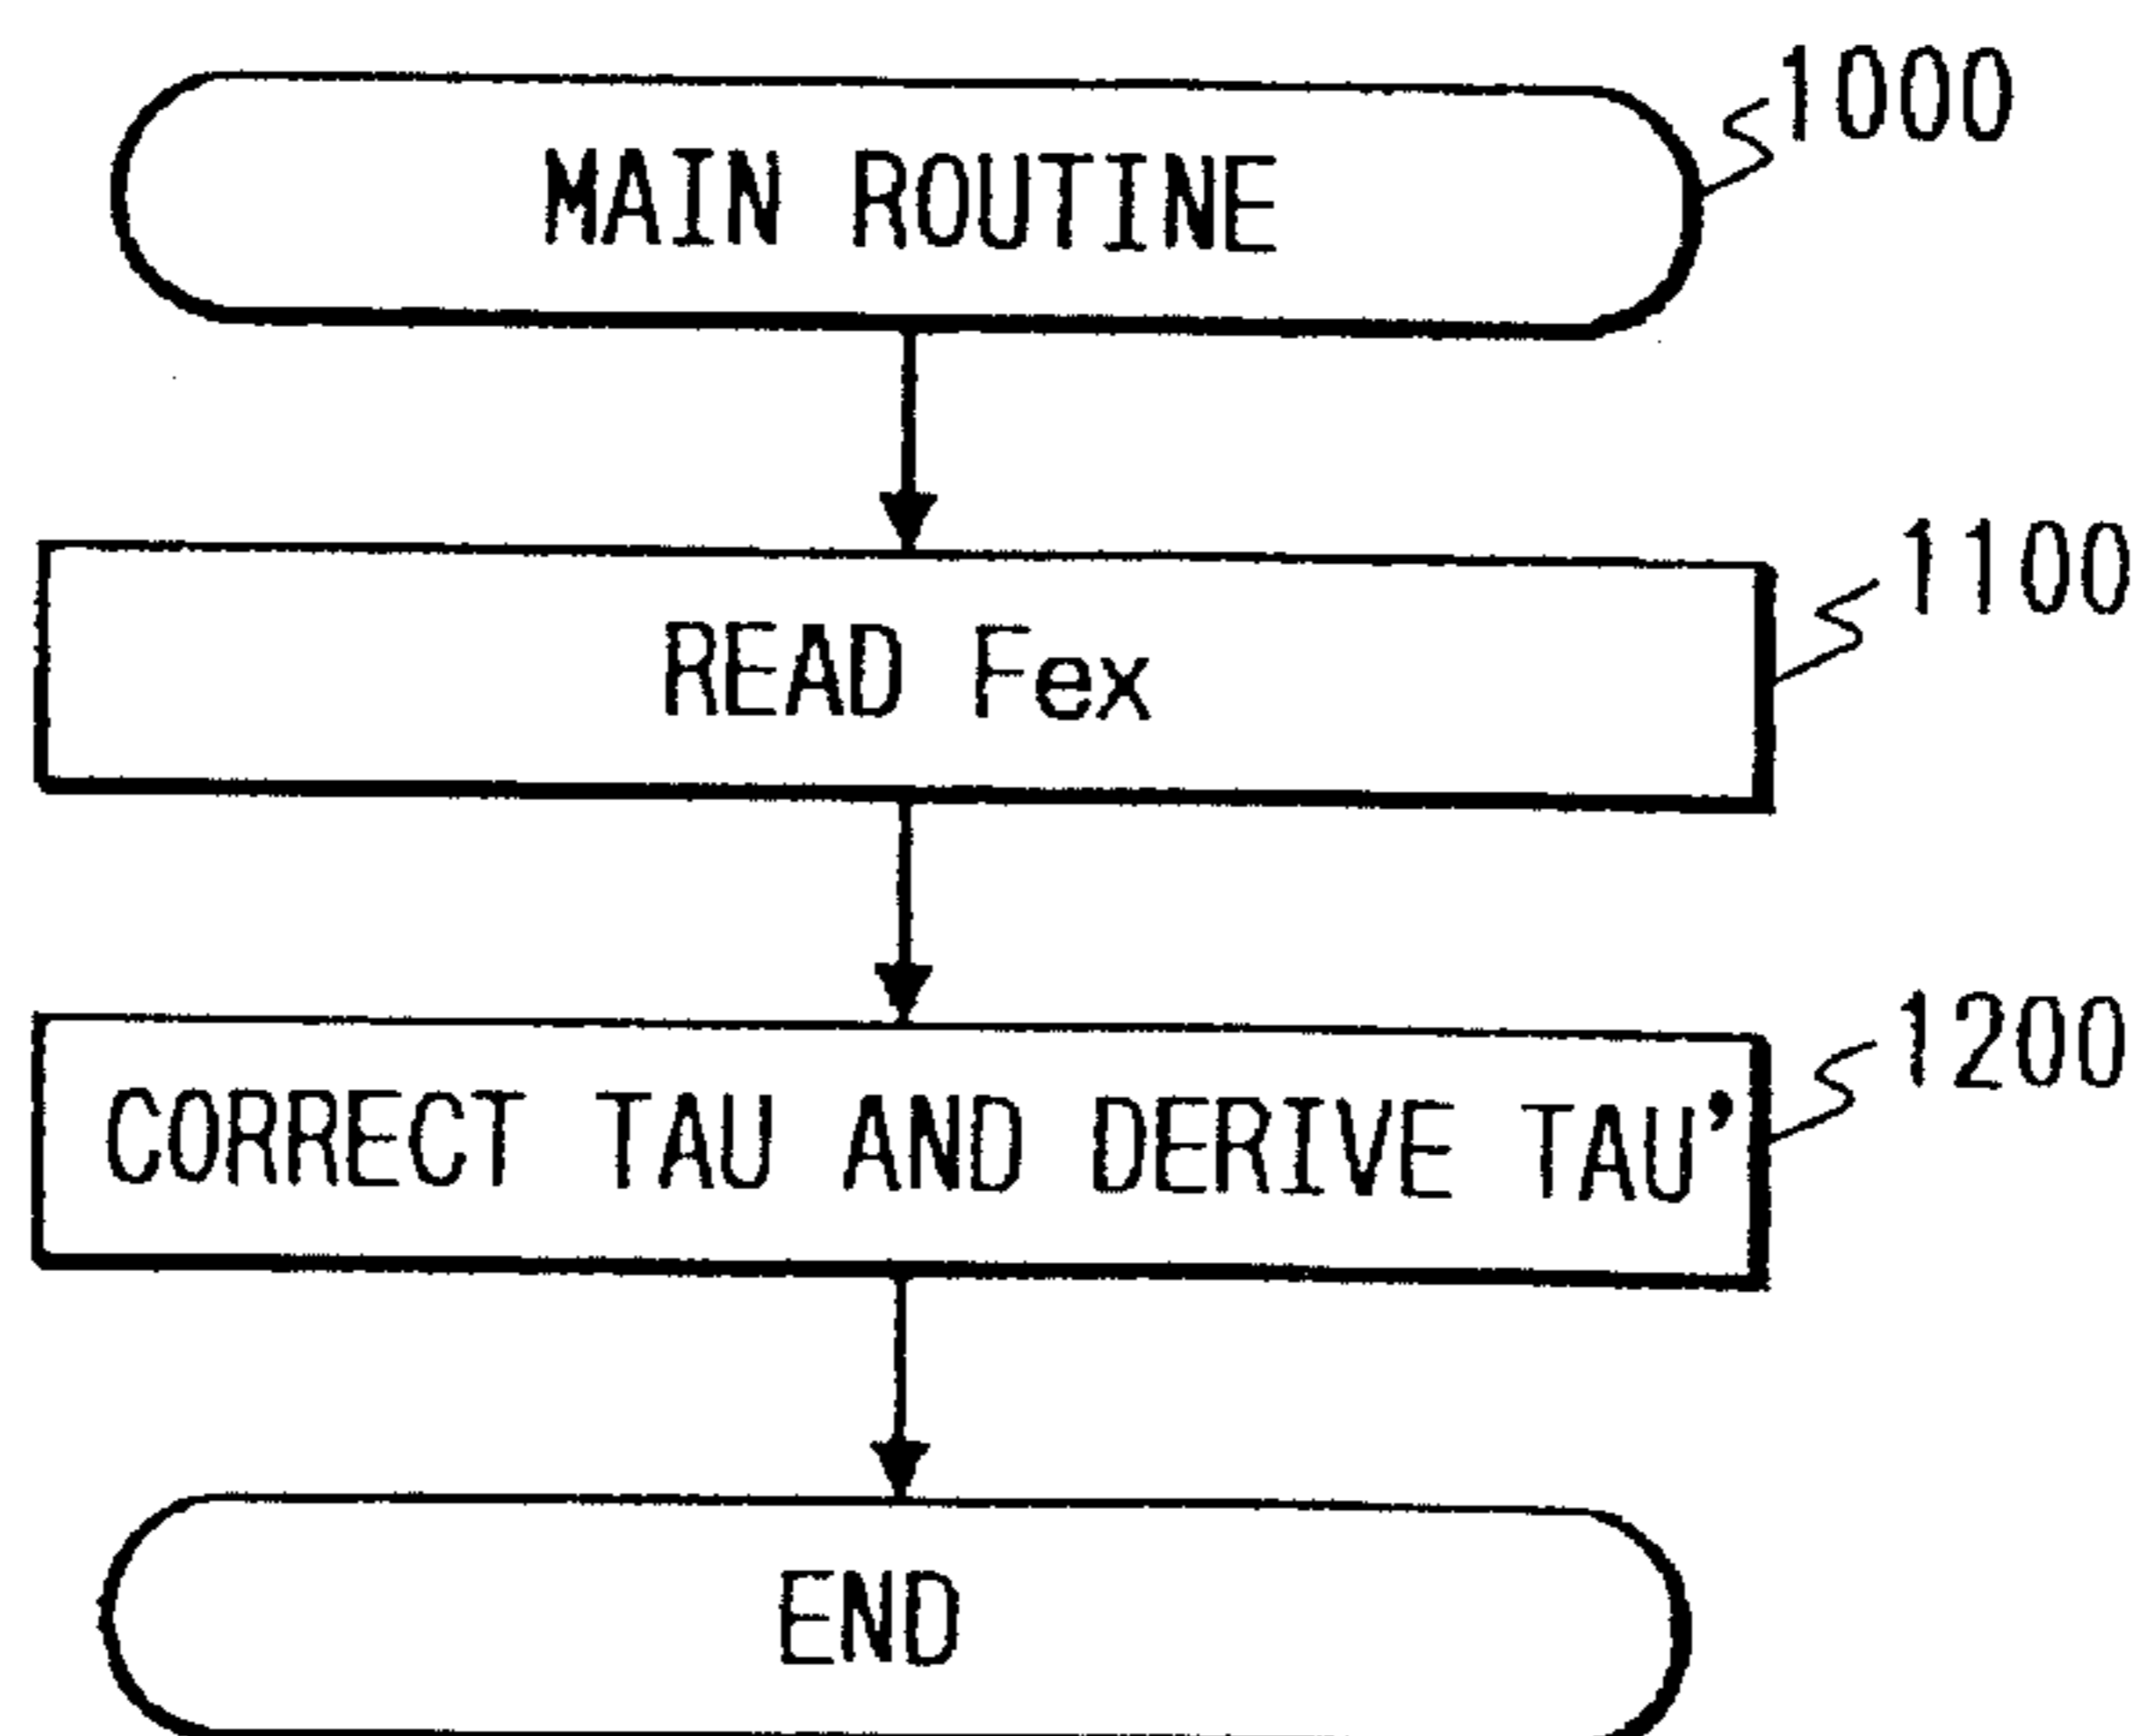 1000
MAIN ROUTINE
1100
READ Fex
1200
CORRECT TAU AND DERIVE TAU'
END